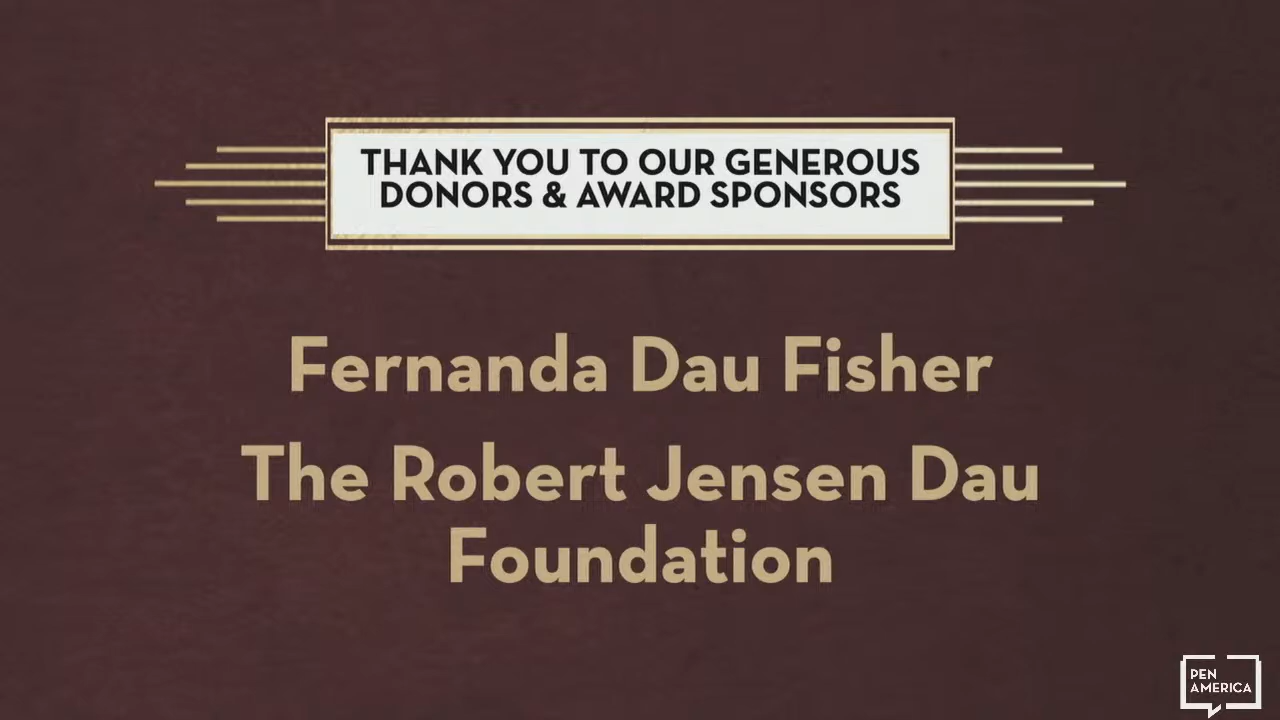 THANK YOU TO OUR GENEROUS
DONORS & AWARD SPONSORS
Fernanda Dau Fisher
The Robert Jensen Dau
Foundation
PEN
AMERICA